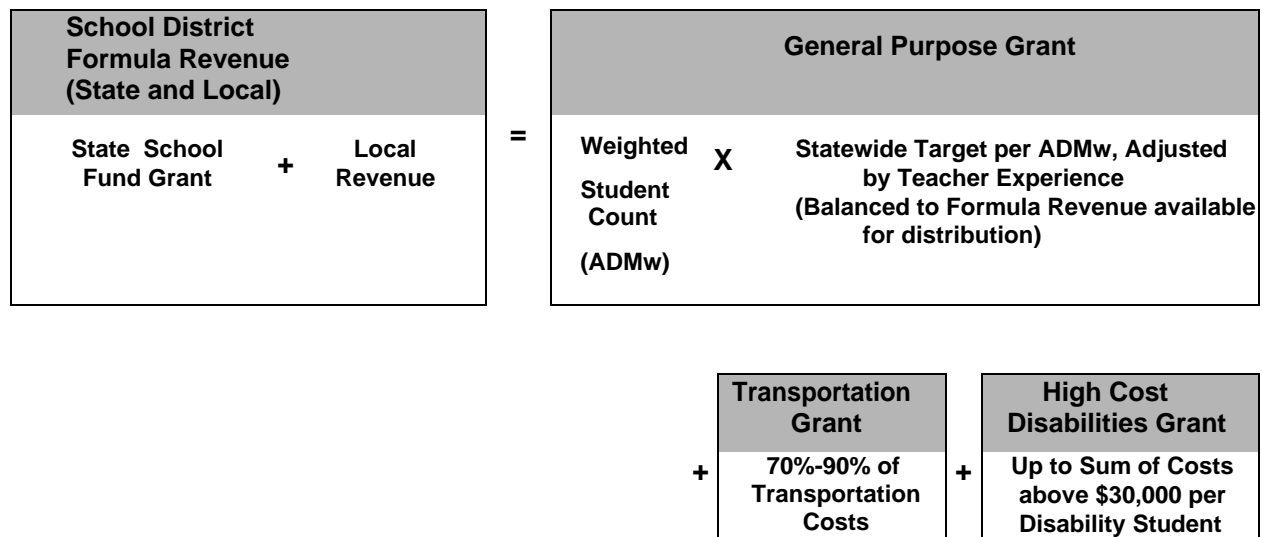 School District
Formula Revenue
(State and Local)
State School
Fund Grant
+
Local
Revenue
=
General Purpose Grant
Weighted
Student
Count
(ADMw)
X
Statewide Target per ADMw, Adjusted
by Teacher Experience
(Balanced to Formula Revenue available
for distribution)
+
Transportation
Grant
70%-90% of
Transportation
Costs
+
High Cost
Disabilities Grant
Up to Sum of Costs
above $30,000 per
Disability Student